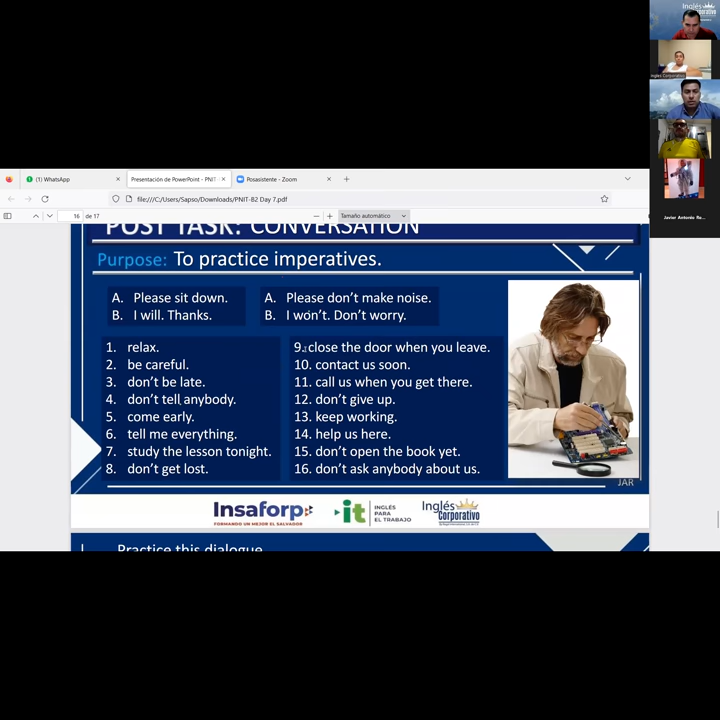 Inglés
Corporativo
Inglés Corporativo
Javier Antonio Ro...
(1) WhatsApp
Presentación de PowerPoint - PNIT
Posasistente - Zoom
file:///C:/Users/Sapso/Downloads/PNIT-82 Day 7.pdf
16 de 17
Tamaño automático
POST TASK: CONVERSATION
Purpose: To practice imperatives.
A. Please sit down.
B. I will. Thanks.
A. Please don't make noise.
B. I won't. Don't worry.
1. relax.
2. be careful.
3. don't be late.
4. don't tell anybody.
5. come early.
6. tell me everything.
7. study the lesson tonight.
8. don't get lost.
9. close the door when you leave.
10. contact us soon.
11. call us when you get there.
12. don't give up.
13. keep working.
14. help us here.
15. don't open the book yet.
16. don't ask anybody about us.
JAR
Insaforp
FORMANDO UN MEJOR EL SALVADOR
it
INGLÉS
PARA
EL TRABAJO
Inglés
Corporativo
Practice this dialogue